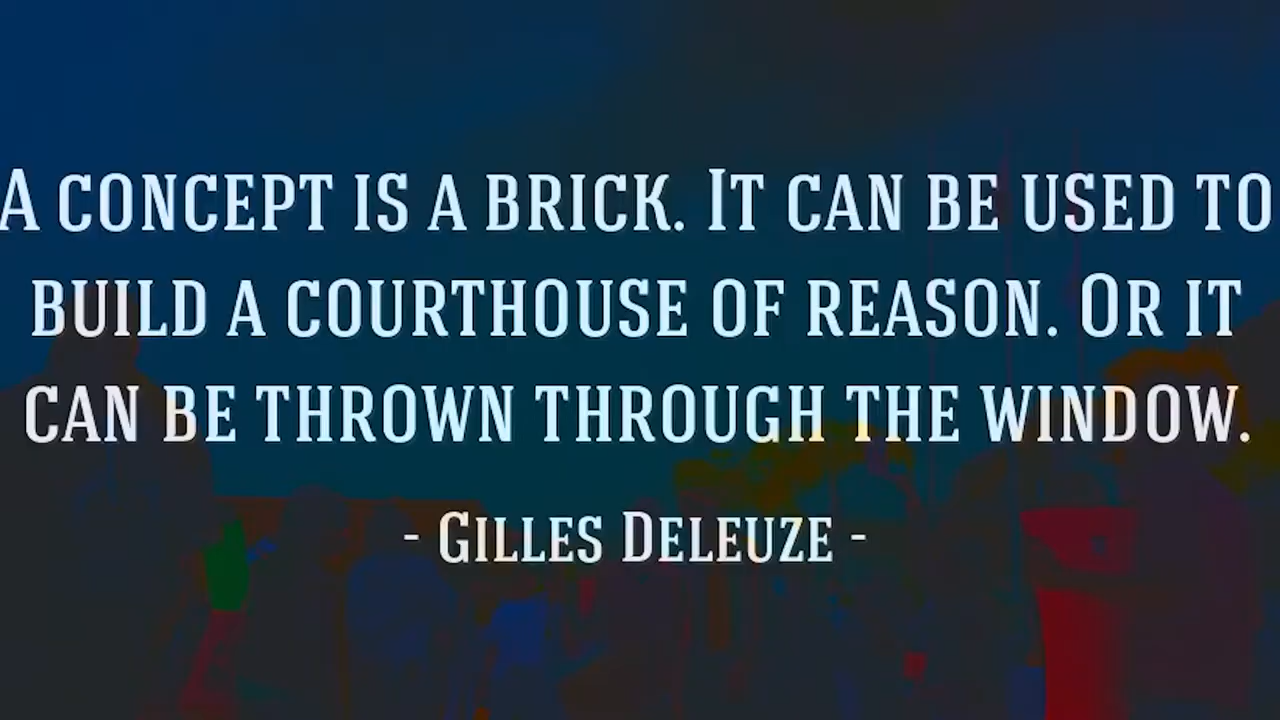 A concept is a brick. It can be used to
build a courthouse of reason. Or it
can be thrown through the window.
- Gilles Deleuze -